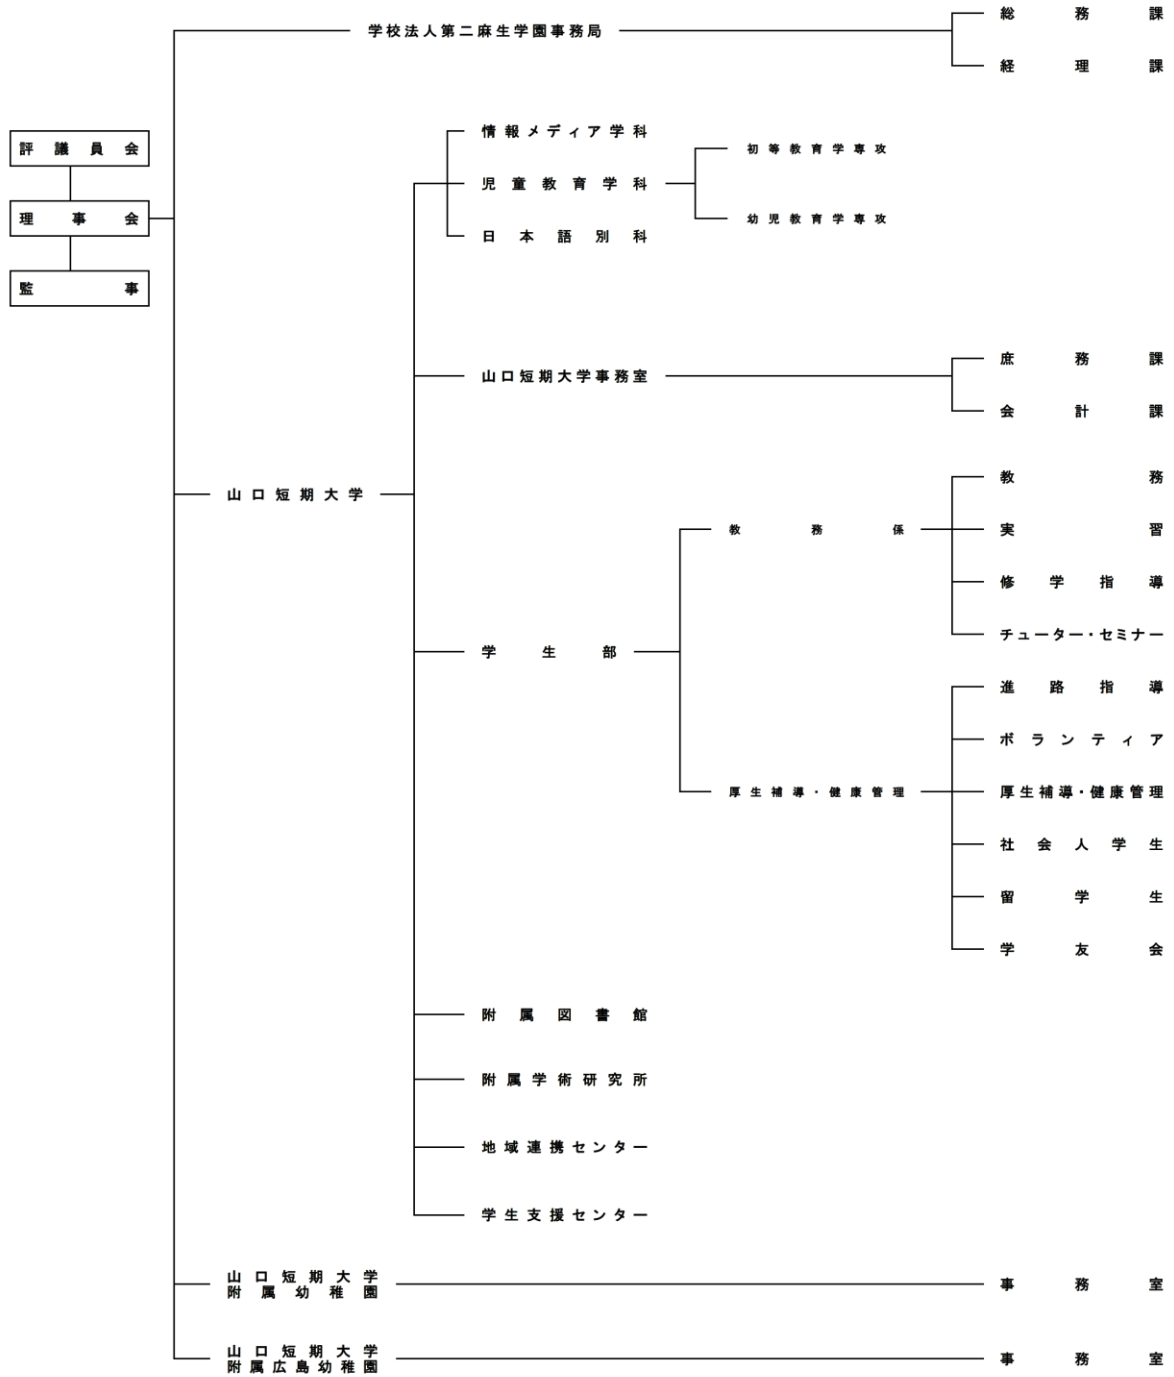 学校法人第二麻生学園事務局
総務課
経理課
評議員会
理事会
監事
情報メディア学科
児童教育学科
日本語別科
初等教育学専攻
幼児教育学専攻
山口短期大学事務室
庶務課
会計課
山口短期大学
学生部
教務係
教務
実習
修学指導
チューター・セミナー
厚生補導・健康管理
進路指導
ボランティア
厚生補導・健康管理
社会人学生
留学生
学友会
附属図書館
附属学術研究所
地域連携センター
学生支援センター
山口短期大学
附属幼稚園
事務室
山口短期大学
附属広島幼稚園
事務室